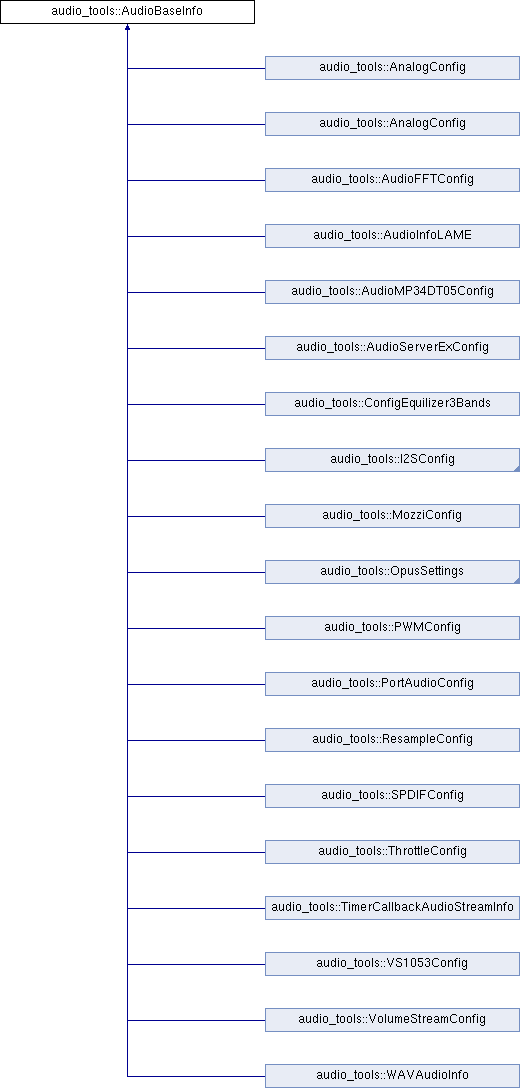 audio_tools::AudioBaseInfo
audio_tools::AnalogConfig
audio_tools::AnalogConfig
audio_tools::AudioFFTConfig
audio_tools::AudioInfoLAME
audio_tools::AudioMP34DT05Config
audio_tools::AudioServerExConfig
audio_tools::ConfigEquilizer3Bands
audio_tools::I2SConfig
audio_tools::MozziConfig
audio_tools::OpusSettings
audio_tools::PWMConfig
audio_tools::PortAudioConfig
audio_tools::ResampleConfig
audio_tools::SPDIFConfig
audio_tools::ThrottleConfig
audio_tools::TimerCallbackAudioStreamInfo
audio_tools::VS1053Config
audio_tools::VolumeStreamConfig
audio_tools::WAVAudioInfo